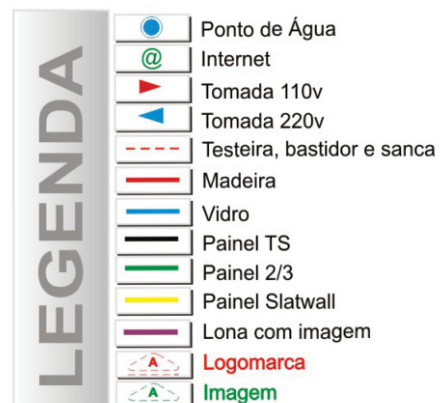 LEGENDA
Ponto de Água
@ Internet
Tomada 110v
Tomada 220v
Testeira, bastidor e sanca
Madeira
Vidro
Painel TS
Painel 2/3
Painel Slatwall
Lona com imagem
A Logomarca
A Imagem